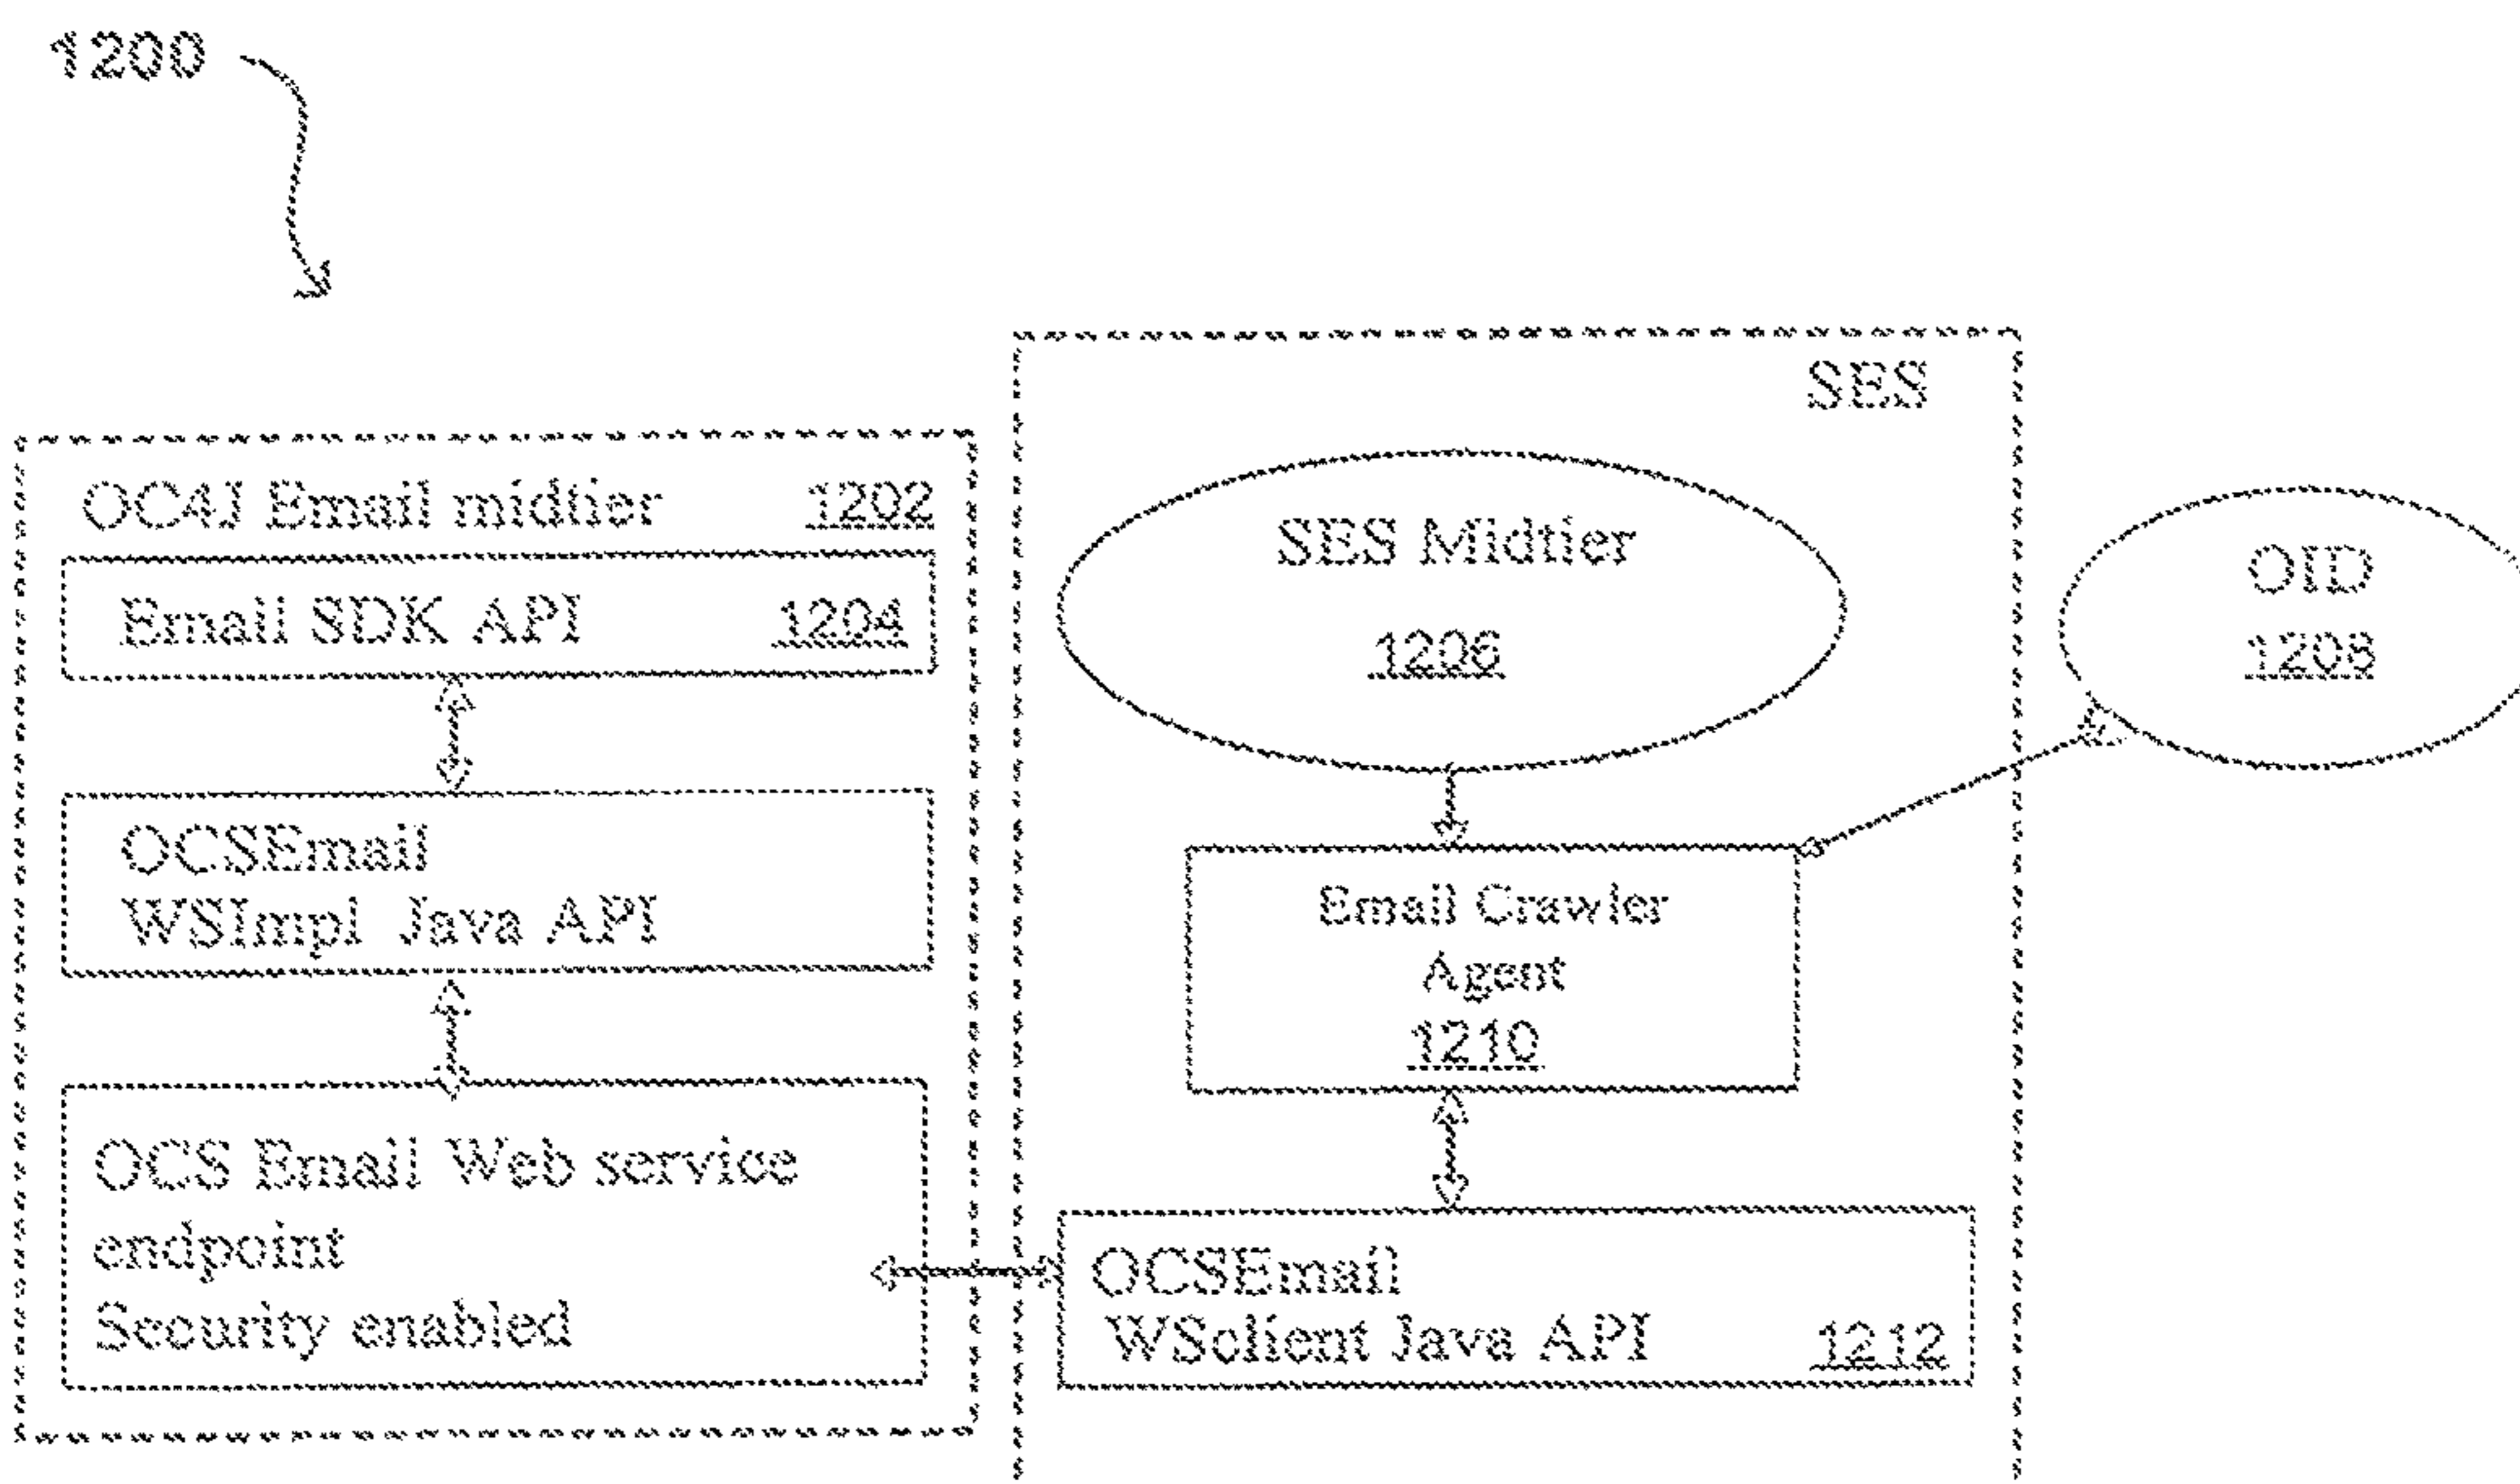 1200
OC4J Email midtier 1202
Email SDK API 1204
OCSEmail
WSImpl Java API
OCS Email Web service
endpoint
Security enabled
SES
SES Midtier
1206
Email Crawler
Agent
1210
OCSEmail
WSclient Java API 1212
OID
1208